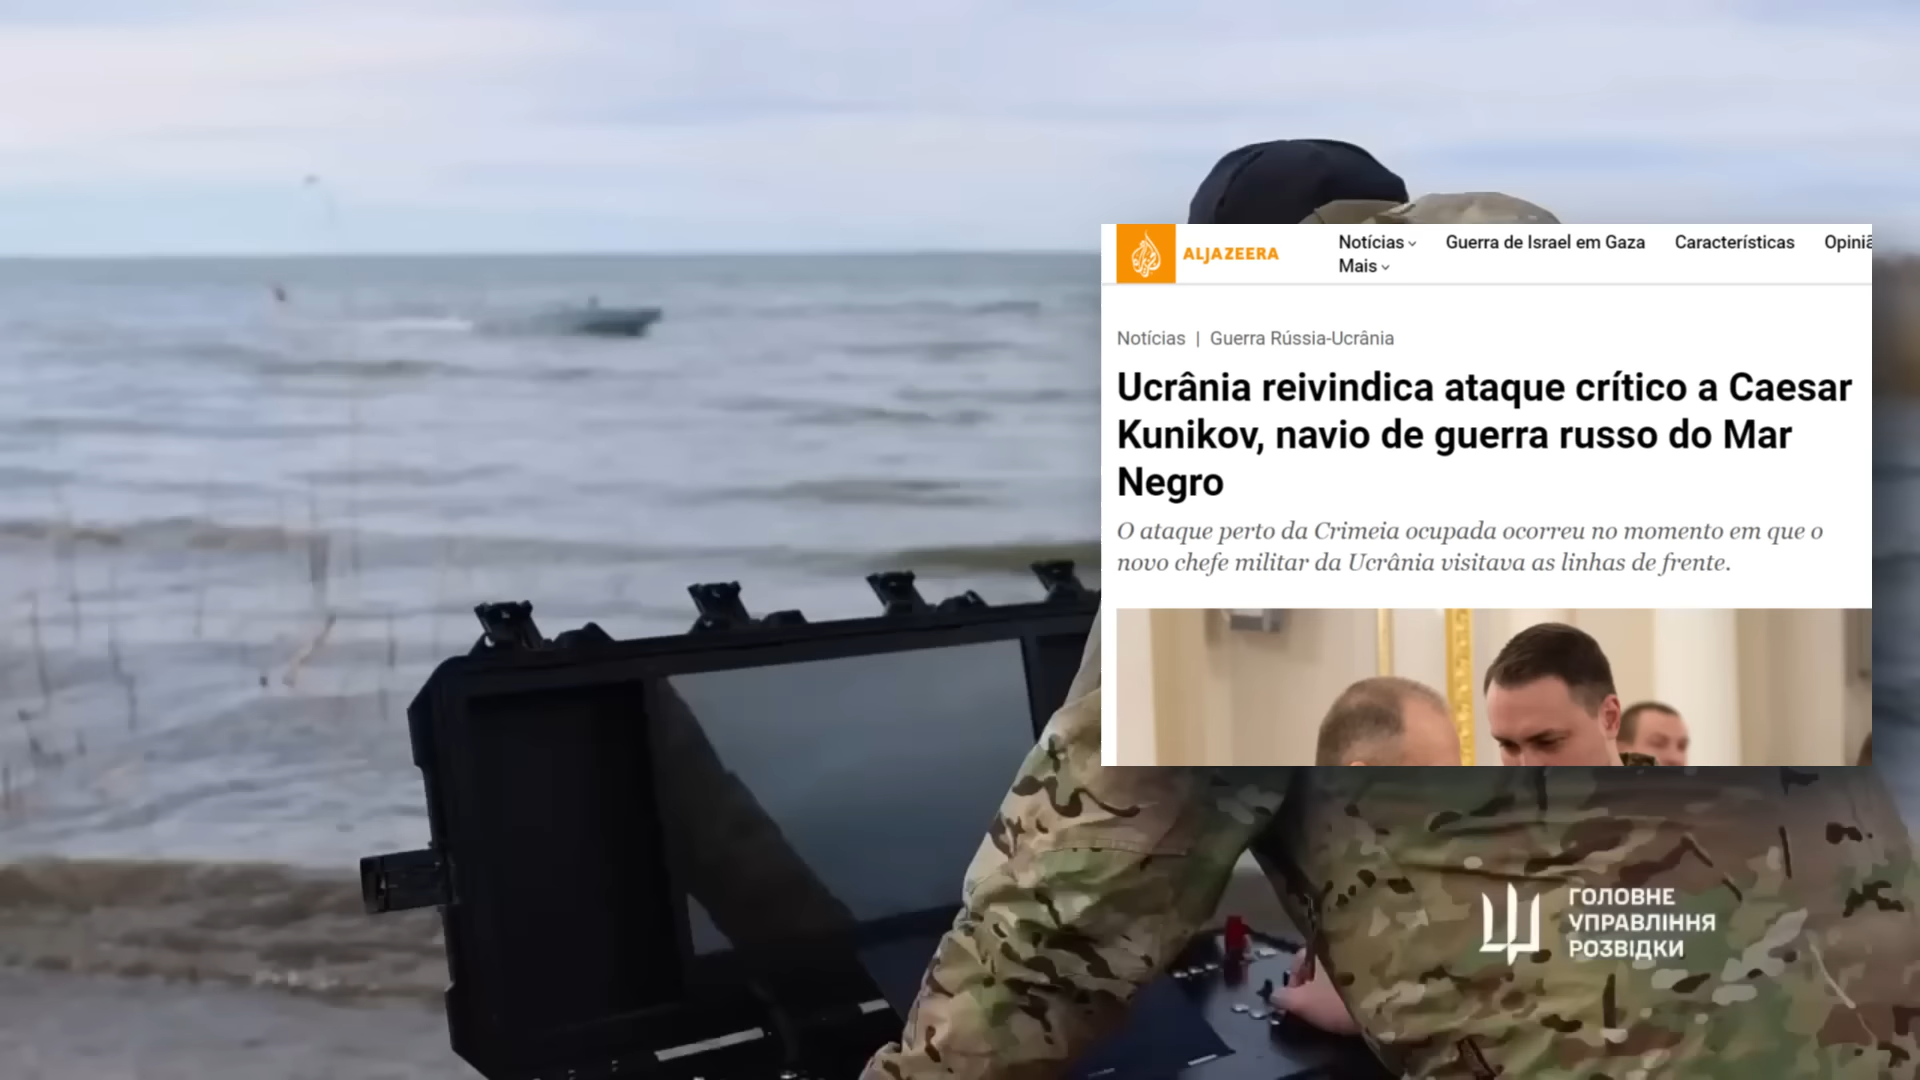 ALJAZEERA
Notícias
Guerra de Israel em Gaza
Características
Mais
Notícias | Guerra Rússia-Ucrânia
Ucrânia reivindica ataque crítico a Caesar
Kunikov, navio de guerra russo do Mar
Negro
O ataque perto da Crimeia ocupada ocorreu no momento em que o
novo chefe militar da Ucrânia visitava as linhas de frente.
ГОЛОВНЕ
УПРАВЛІННЯ
РОЗВІДКИ